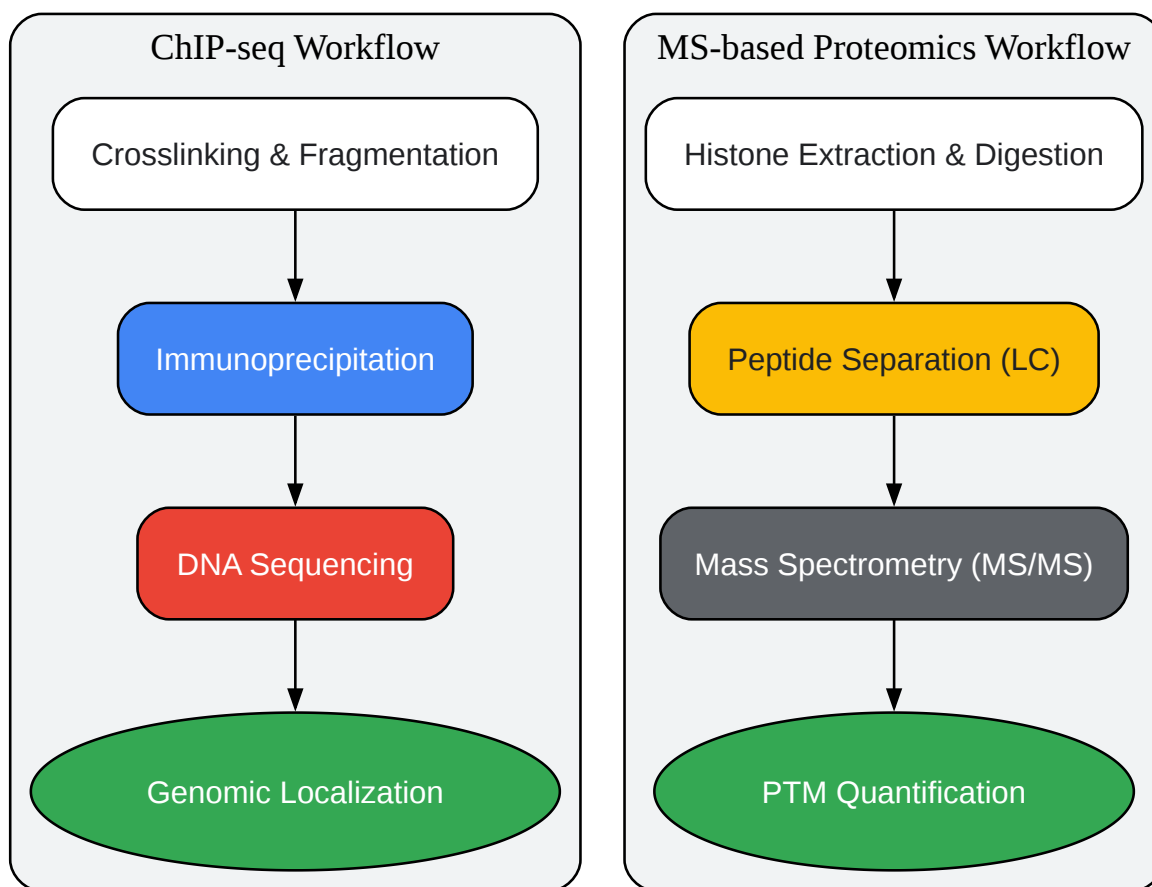 ChIP-seq Workflow
Crosslinking & Fragmentation
Immunoprecipitation
DNA Sequencing
Genomic Localization
MS-based Proteomics Workflow
Histone Extraction & Digestion
Peptide Separation (LC)
Mass Spectrometry (MS/MS)
PTM Quantification